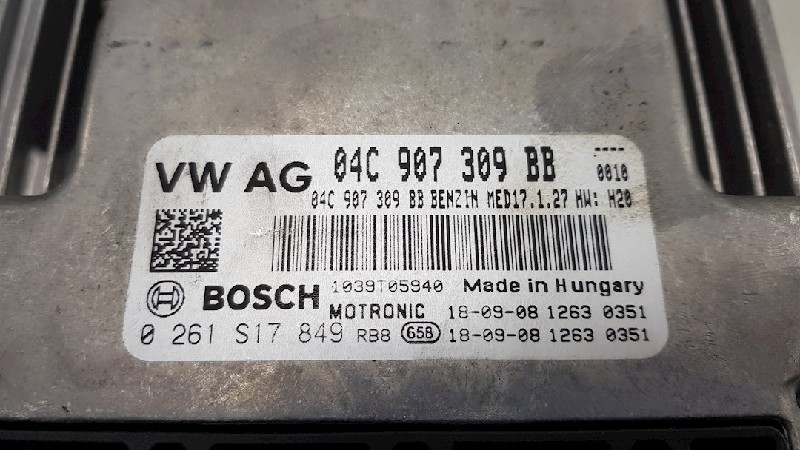 VW AG 04C 907 309 BB ----
0010
04C 907 309 BB BENZIN MED17.1.27 HW: H20
1039T05940 Made in Hungary
BOSCH
MOTRONIC 18-09-08 1263 0351
0 261 S17 849 RB8 658 18-09-08 1263 0351